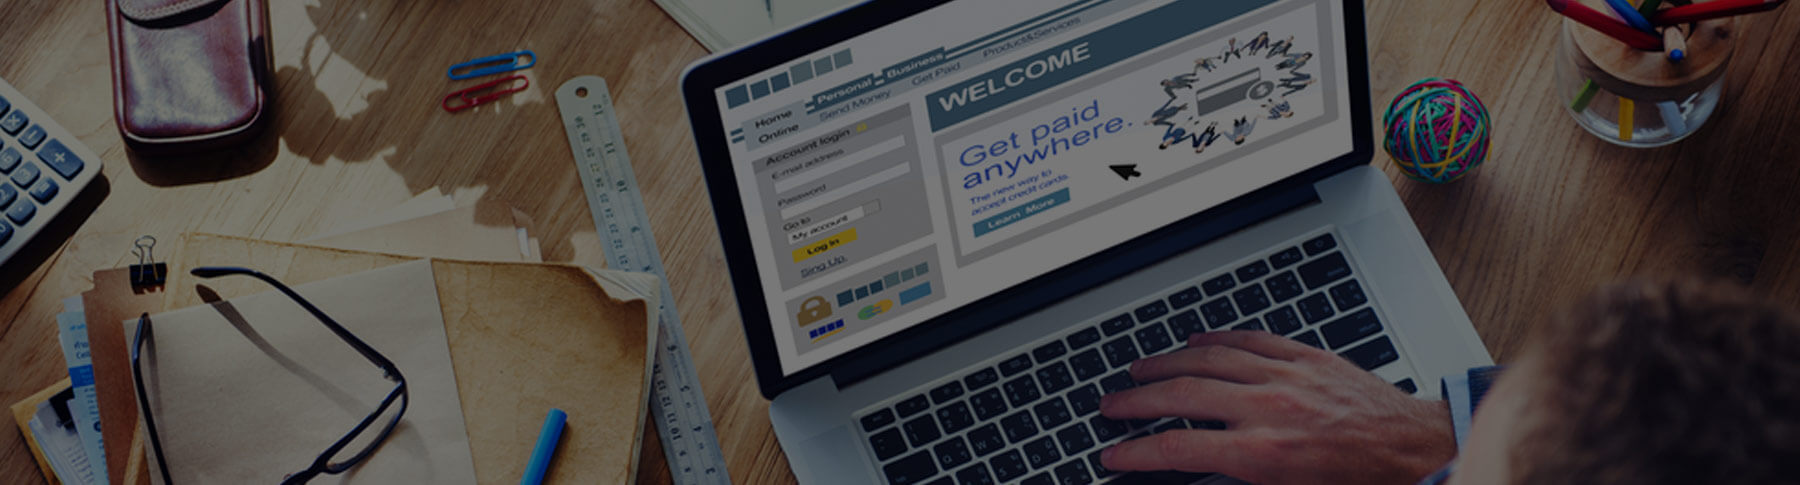 Home
Personal
Business
Online
Send Money
Get Paid
Product&Services
Account login
E-mail address
Password
Go to
My account
Log In
Sing Up.
WELCOME
Get paid
anywhere.
The new way to
accept credit cards.
Learn More